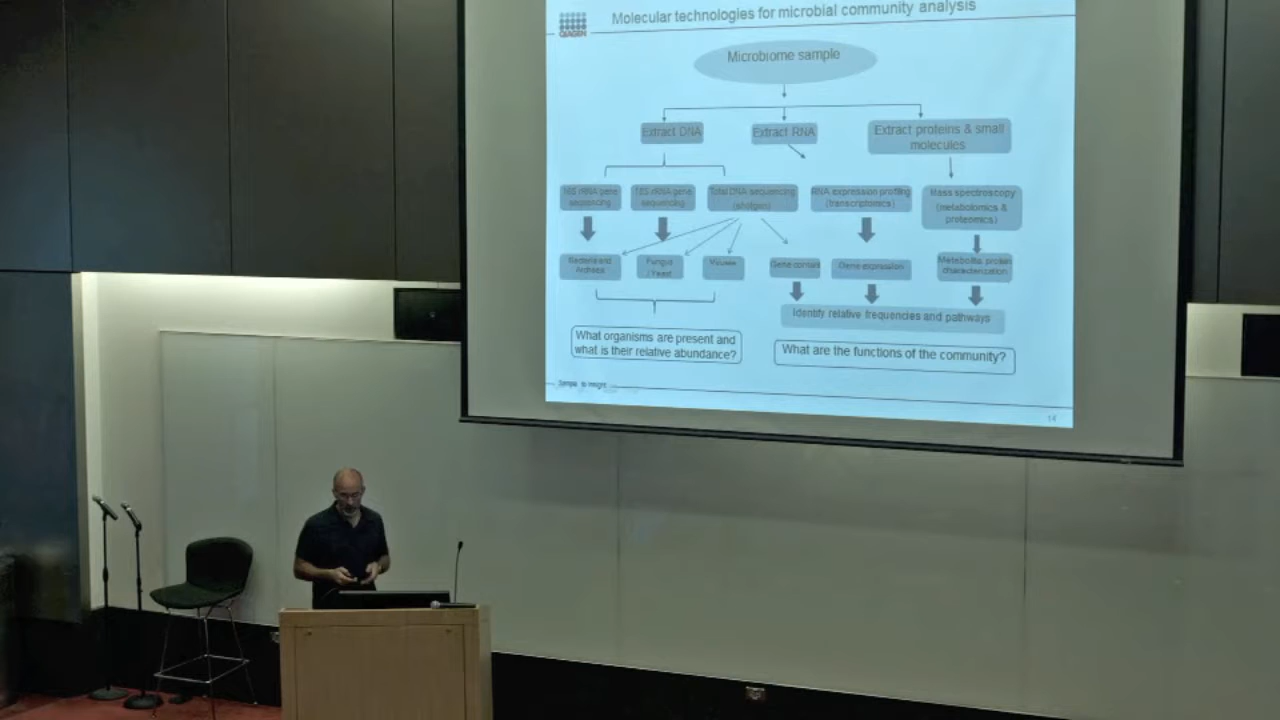 Molecular technologies for microbial community analysis
QIAGEN
Microbiome sample
Extract DNA
Extract RNA
Extract proteins & small
molecules
16S rRNA gene
sequencing
18S rRNA gene
sequencing
Total DNA sequencing
(shotgun)
RNA expression profiling
(transcriptomics)
Mass spectroscopy
(metabolomics &
proteomics)
Bacteria and
Archaea
Fungus
/ Yeast
Viruses
Gene content
Gene expression
Metabolite, protein
characterization
Identify relative frequencies and pathways
What organisms are present and
what is their relative abundance?
What are the functions of the community?
Sample to Insight
14